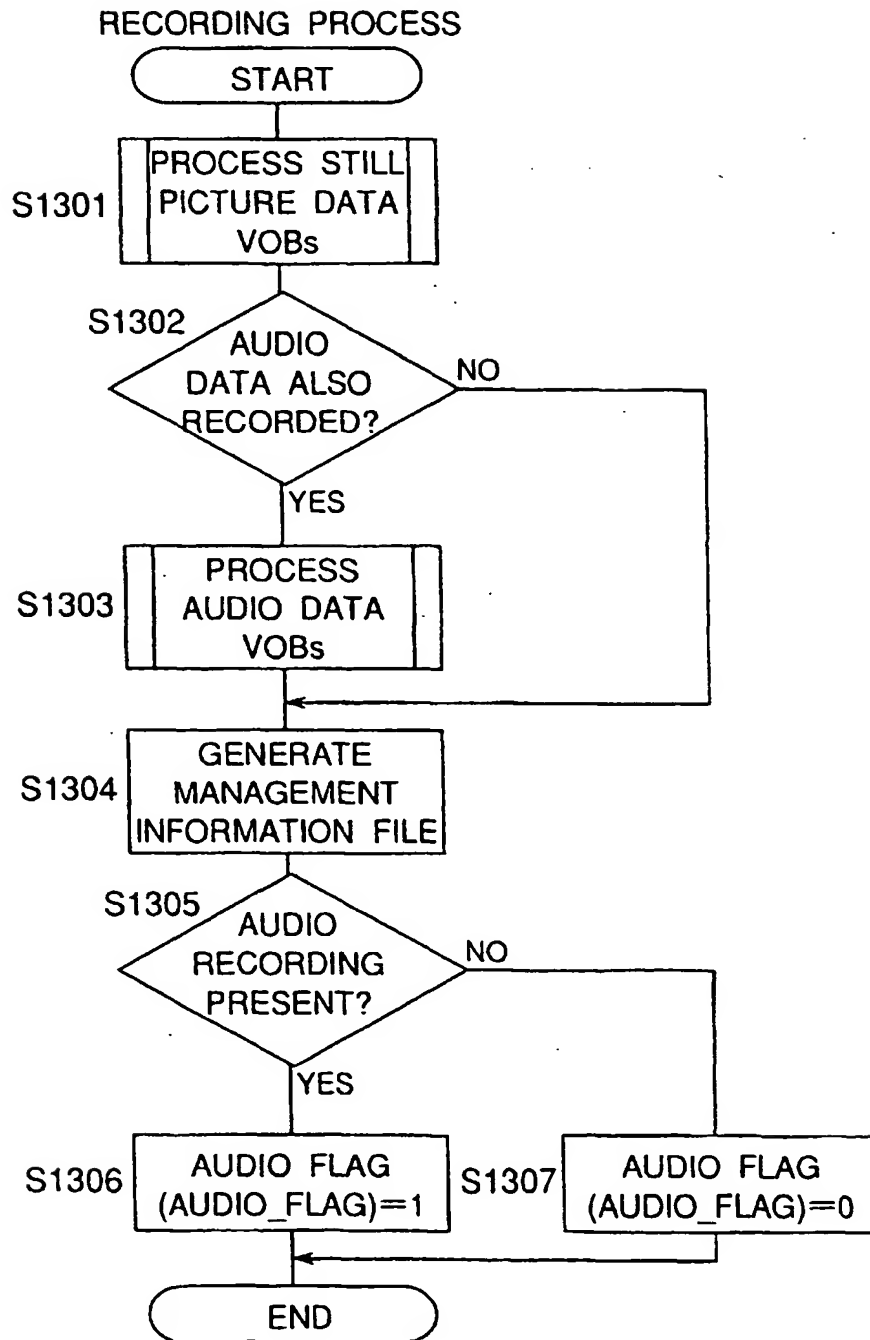 RECORDING PROCESS
START
S1301
PROCESS STILL
PICTURE DATA
VOBs
S1302
AUDIO
DATA ALSO
RECORDED?
NO
YES
S1303
PROCESS
AUDIO DATA
VOBs
S1304
GENERATE
MANAGEMENT
INFORMATION FILE
S1305
AUDIO
RECORDING
PRESENT?
NO
YES
S1306
AUDIO FLAG
(AUDIO_FLAG)=1
S1307
AUDIO FLAG
(AUDIO_FLAG)=0
END